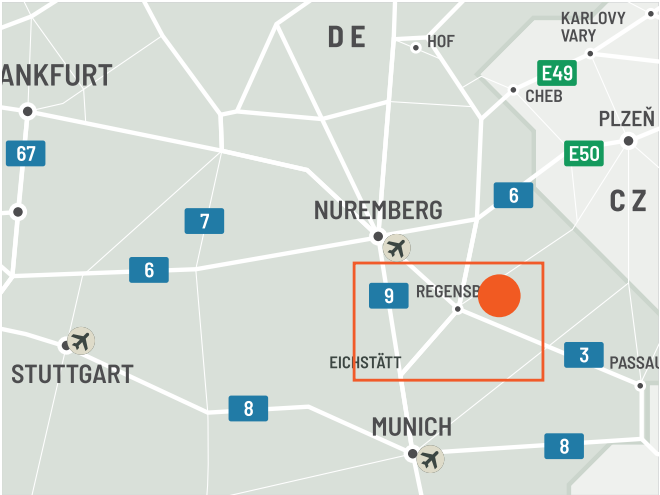 DE
HOF
KARLOVY
VARY
E49
CHEB
ANKFURT
67
PLZEŇ
E50
CZ
6
7
NUREMBERG
6
9
REGENSB
EICHSTÄTT
3
PASSAU
STUTTGART
8
MUNICH
8